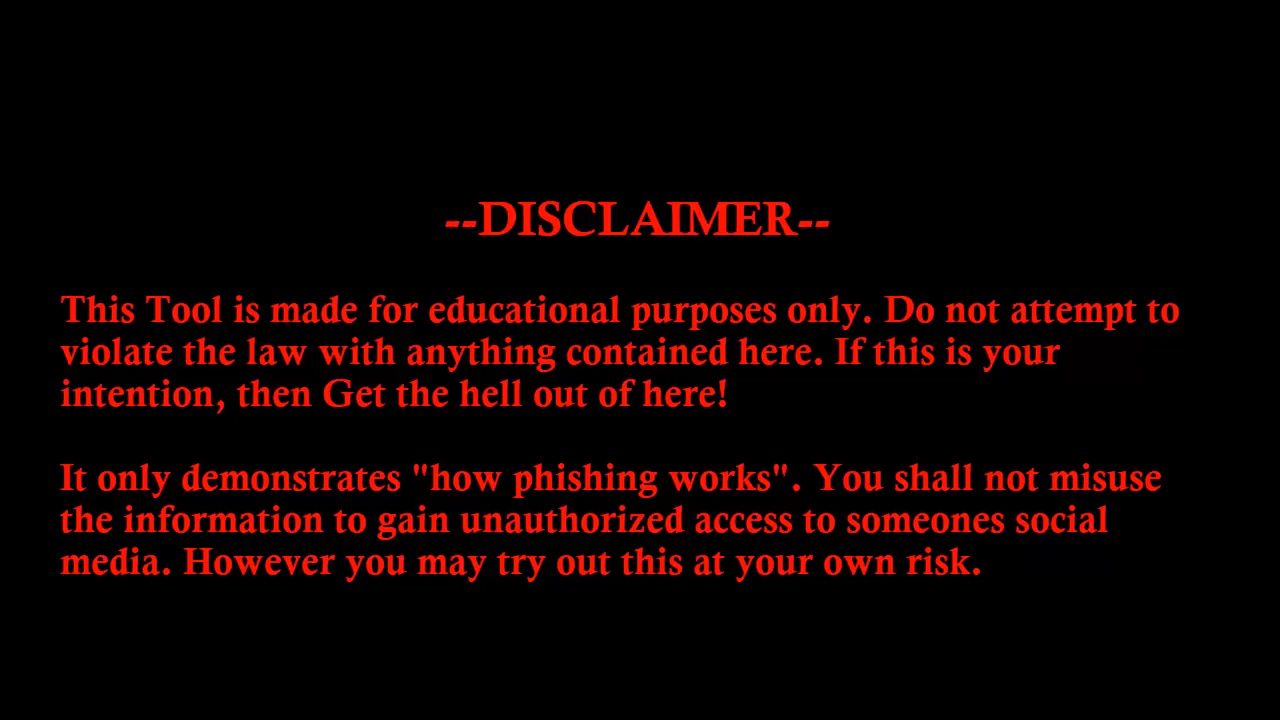 --DISCLAIMER--
This Tool is made for educational purposes only. Do not attempt to
violate the law with anything contained here. If this is your
intention, then Get the hell out of here!
It only demonstrates "how phishing works". You shall not misuse
the information to gain unauthorized access to someones social
media. However you may try out this at your own risk.